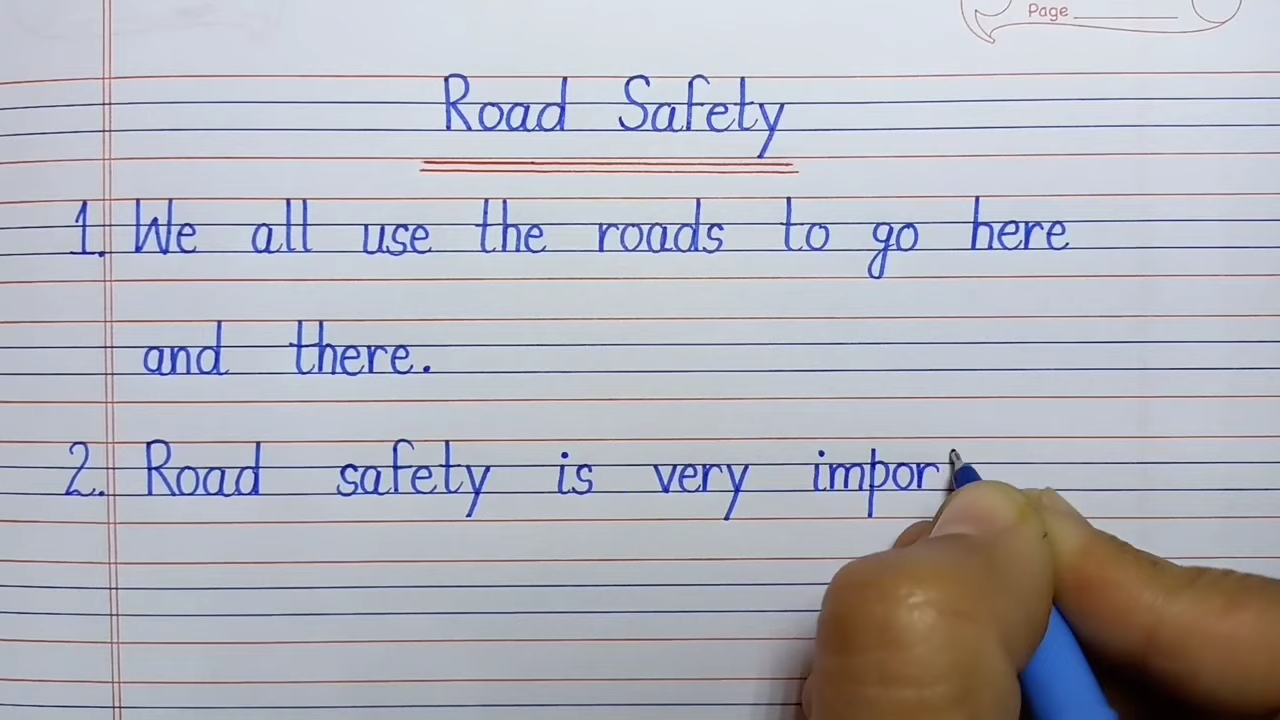 Page
Road Safety
1. We all use the roads to go here
and there.
2. Road safety is very impor